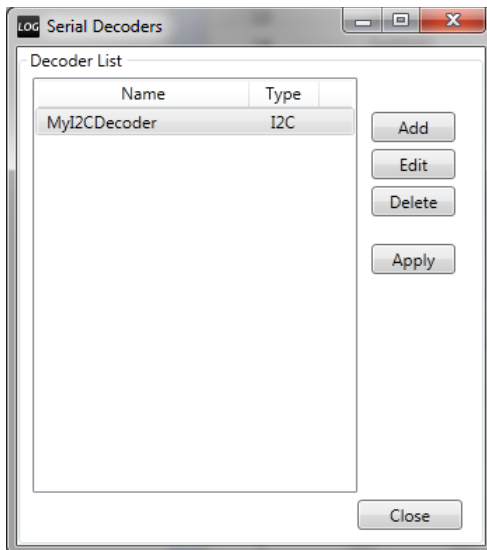 LOG Serial Decoders
Decoder List
Name Type
MyI2CDecoder I2C
Add
Edit
Delete
Apply
Close